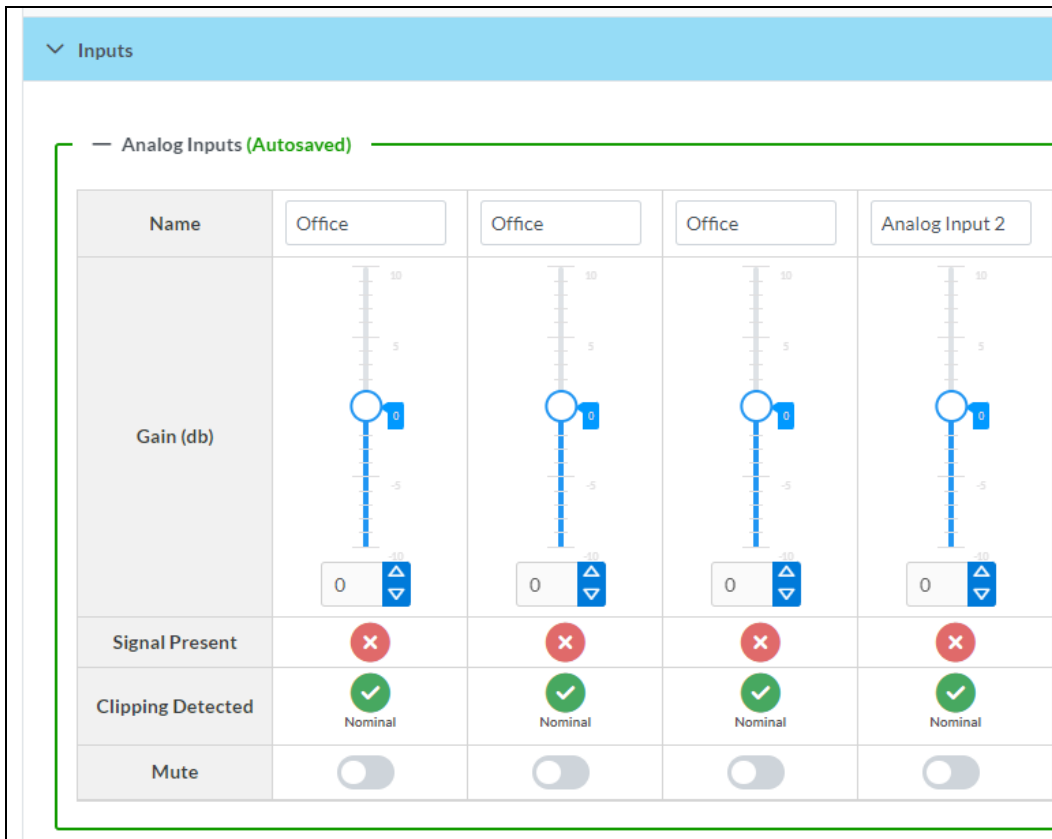 Inputs
Analog Inputs (Autosaved)
Name Office Office Office Analog Input 2
10 10 10 10
5 5 5 5
Gain (db) 0 0 0 0
-5 -5 -5 -5
-10 -10 -10 -10
0 0 0 0
Signal Present
Clipping Detected Nominal Nominal Nominal Nominal
Mute